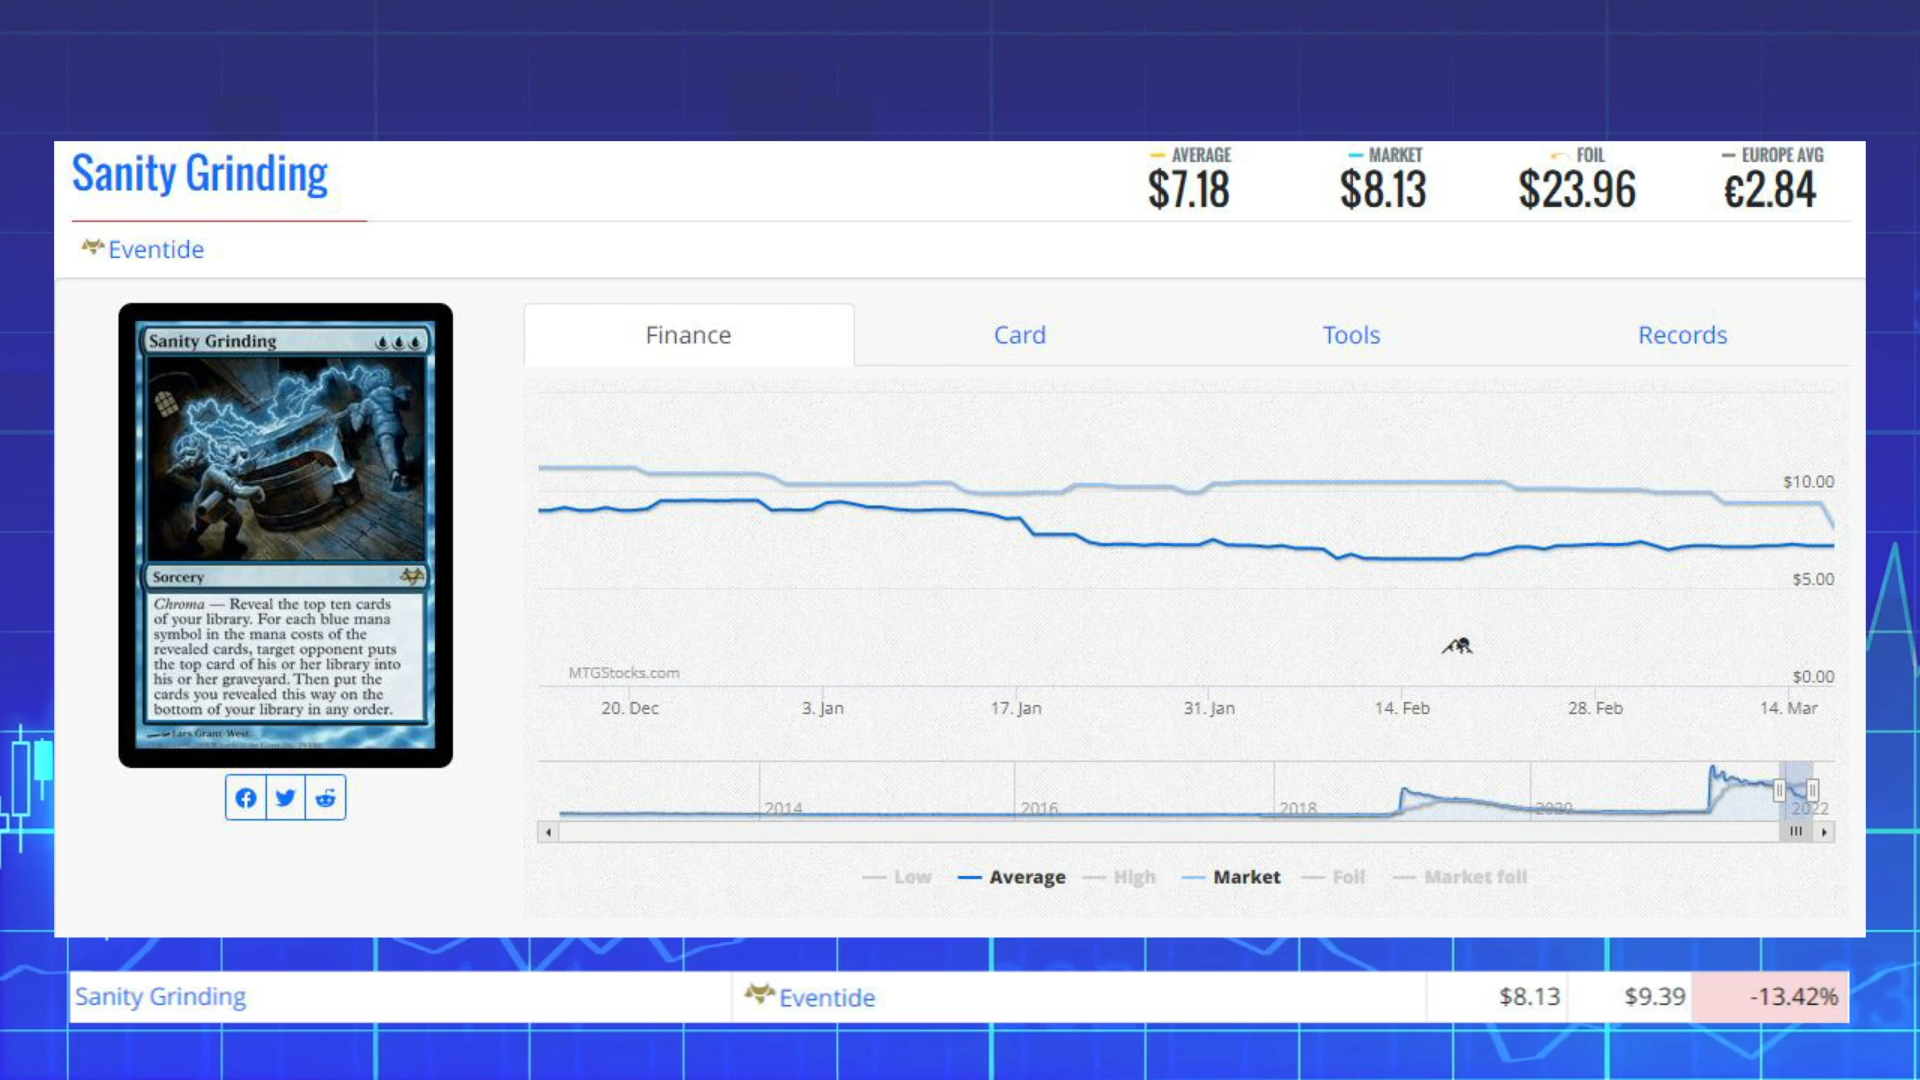 Sanity Grinding
AVERAGE
$7.18
MARKET
$8.13
FOIL
$23.96
EUROPE AVG
€2.84
Eventide
Sanity Grinding
Sorcery
Chroma — Reveal the top ten cards
of your library. For each blue mana
symbol in the mana costs of the
revealed cards, target opponent puts
the top card of his or her library into
his or her graveyard. Then put the
cards you revealed this way on the
bottom of your library in any order.
Lars Grant-West
Finance
Card
Tools
Records
$10.00
$5.00
$0.00
MTGStocks.com
20. Dec
3. Jan
17. Jan
31. Jan
14. Feb
28. Feb
14. Mar
2014
2016
2018
2020
2022
Low
Average
High
Market
Foil
Market foil
Sanity Grinding
Eventide
$8.13
$9.39
-13.42%